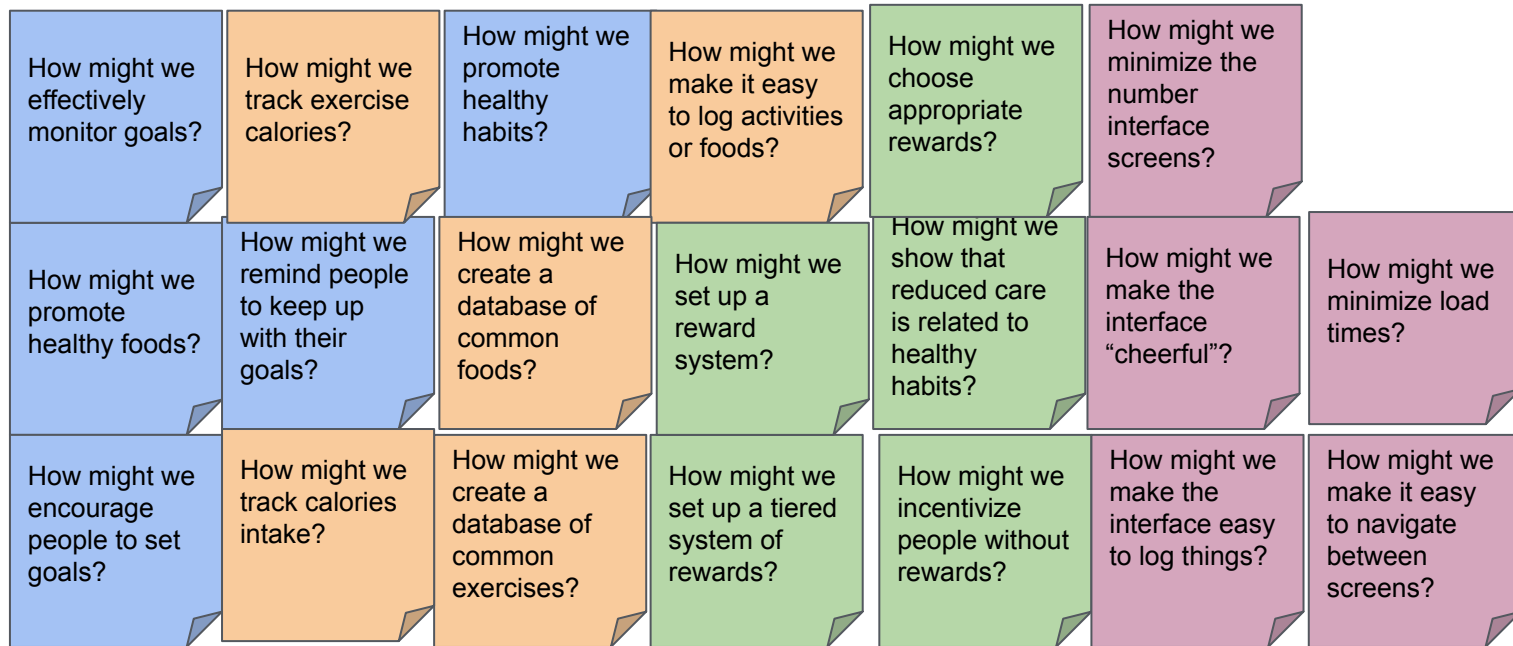 How might we
effectively
monitor goals?
How might we
track exercise
calories?
How might we
promote
healthy
habits?
How might we
make it easy
to log activities
or foods?
How might we
choose
appropriate
rewards?
How might we
minimize the
number
interface
screens?
How might we
promote
healthy foods?
How might we
remind people
to keep up
with their
goals?
How might we
create a
database of
common
foods?
How might we
set up a
reward
system?
How might we
show that
reduced care
is related to
healthy
habits?
How might we
make the
interface
“cheerful”?
How might we
minimize load
times?
How might we
encourage
people to set
goals?
How might we
track calories
intake?
How might we
create a
database of
common
exercises?
How might we
set up a tiered
system of
rewards?
How might we
incentivize
people without
rewards?
How might we
make the
interface easy
to log things?
How might we
make it easy
to navigate
between
screens?